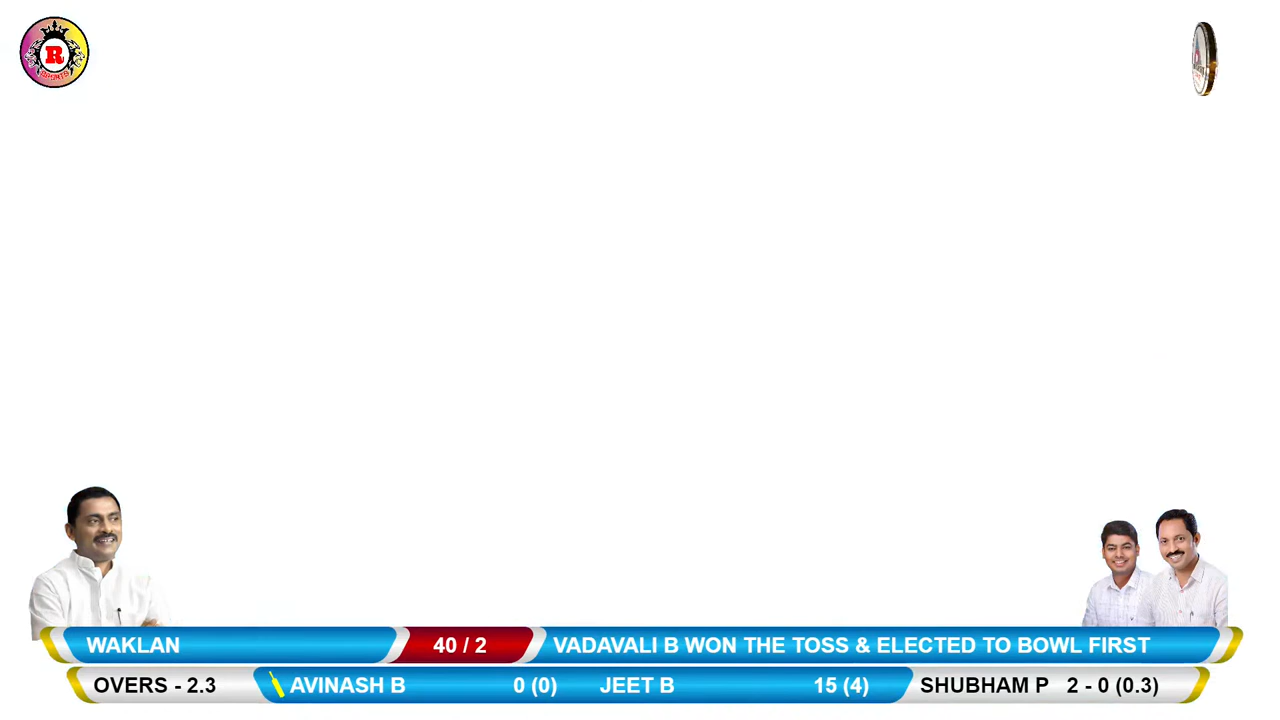 R
SPORTS
WAKLAN 40 / 2 VADAVALI B WON THE TOSS & ELECTED TO BOWL FIRST
OVERS - 2.3 AVINASH B 0 (0) JEET B 15 (4) SHUBHAM P 2 - 0 (0.3)